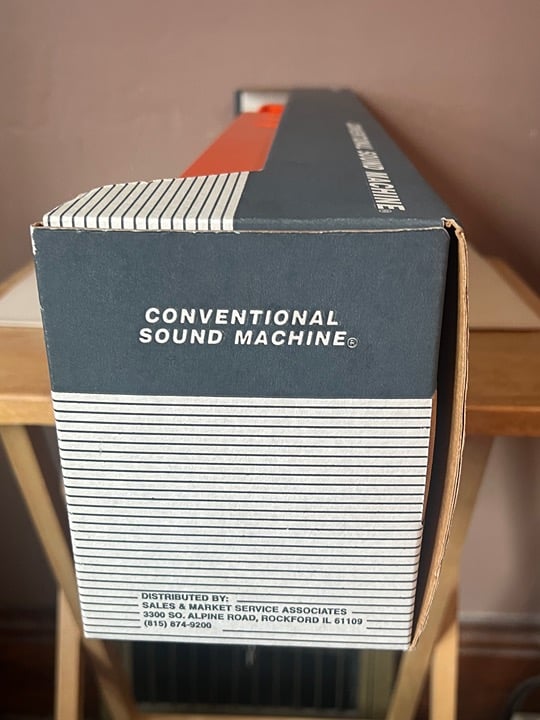 CONVENTIONAL SOUND MACHINE®
CONVENTIONAL
SOUND MACHINE®
DISTRIBUTED BY:
SALES & MARKET SERVICE ASSOCIATES
3300 SO. ALPINE ROAD, ROCKFORD IL 61109
(815) 874-9200